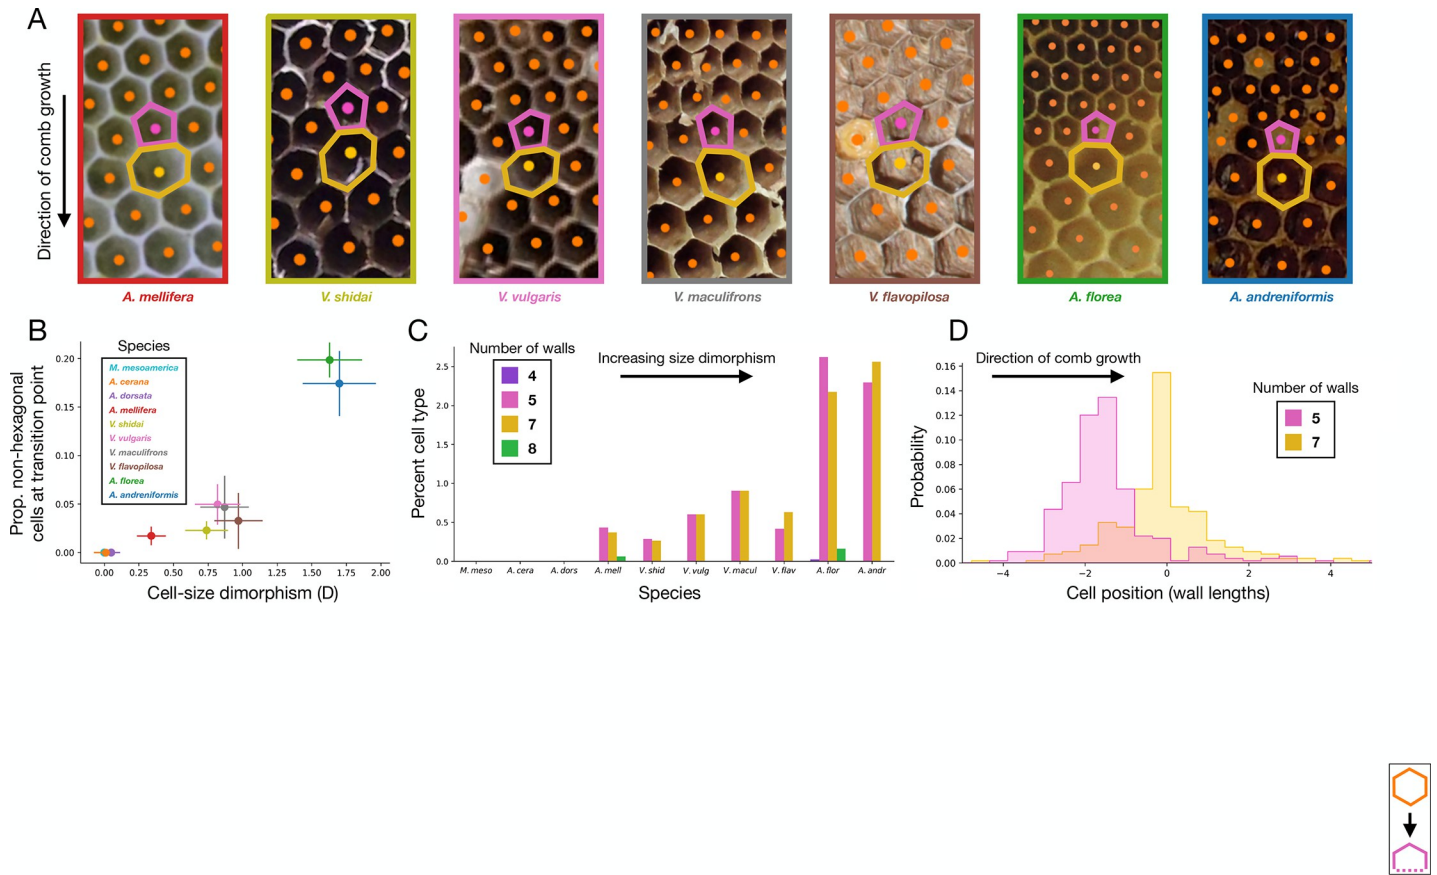 A
Direction of comb growth
A. mellifera
V. shidai
V. vulgaris
V. maculifrons
V. flavopilosa
A. florea
A. andreniformis
B
Prop. non-hexagonal
cells at transition point
0.20
0.15
0.10
0.05
0.00
Species
M. mesoamerica
A. cerana
A. dorsata
A. mellifera
V. shidai
V. vulgaris
V. maculifrons
V. flavopilosa
A. florea
A. andreniformis
0.00 0.25 0.50 0.75 1.00 1.25 1.50 1.75 2.00
Cell-size dimorphism (D)
C
Percent cell type
2.5
2.0
1.5
1.0
0.5
0.0
Number of walls
4
5
7
8
Increasing size dimorphism
M. meso A. cera A. dors A. mell V. shid V. vulg V. macul V. flav A. flor A. andr
Species
D
Probability
0.16
0.14
0.12
0.10
0.08
0.06
0.04
0.02
0.00
Direction of comb growth
Number of walls
5
7
−4 −2 0 2 4
Cell position (wall lengths)